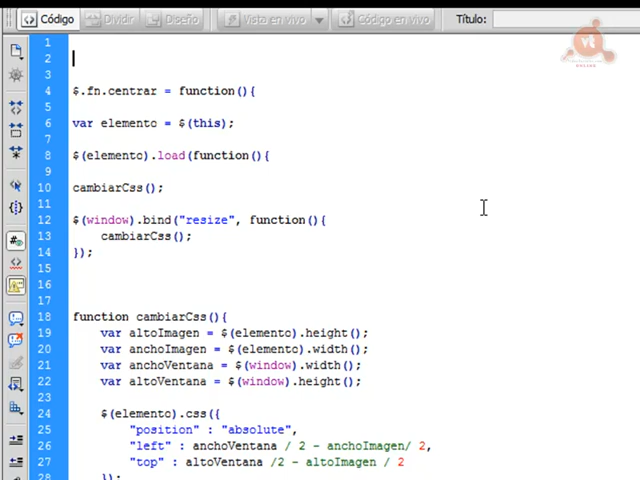 Código
Dividir
Diseño
Vista en vivo
Código en vivo
Título:
vt
ONLINE
1
2
3
4 $.fn.centrar = function(){
5
6 var elemento = $(this);
7
8 $(elemento).load(function(){
9
10 cambiarCss();
11
12 $(window).bind("resize", function(){
13 cambiarCss();
14 });
15
16
17
18 function cambiarCss(){
19 var altoImagen = $(elemento).height();
20 var anchoImagen = $(elemento).width();
21 var anchoVentana = $(window).width();
22 var altoVentana = $(window).height();
23
24 $(elemento).css({
25 "position" : "absolute",
26 "left" : anchoVentana / 2 - anchoImagen/ 2,
27 "top" : altoVentana /2 - altoImagen / 2
28 });